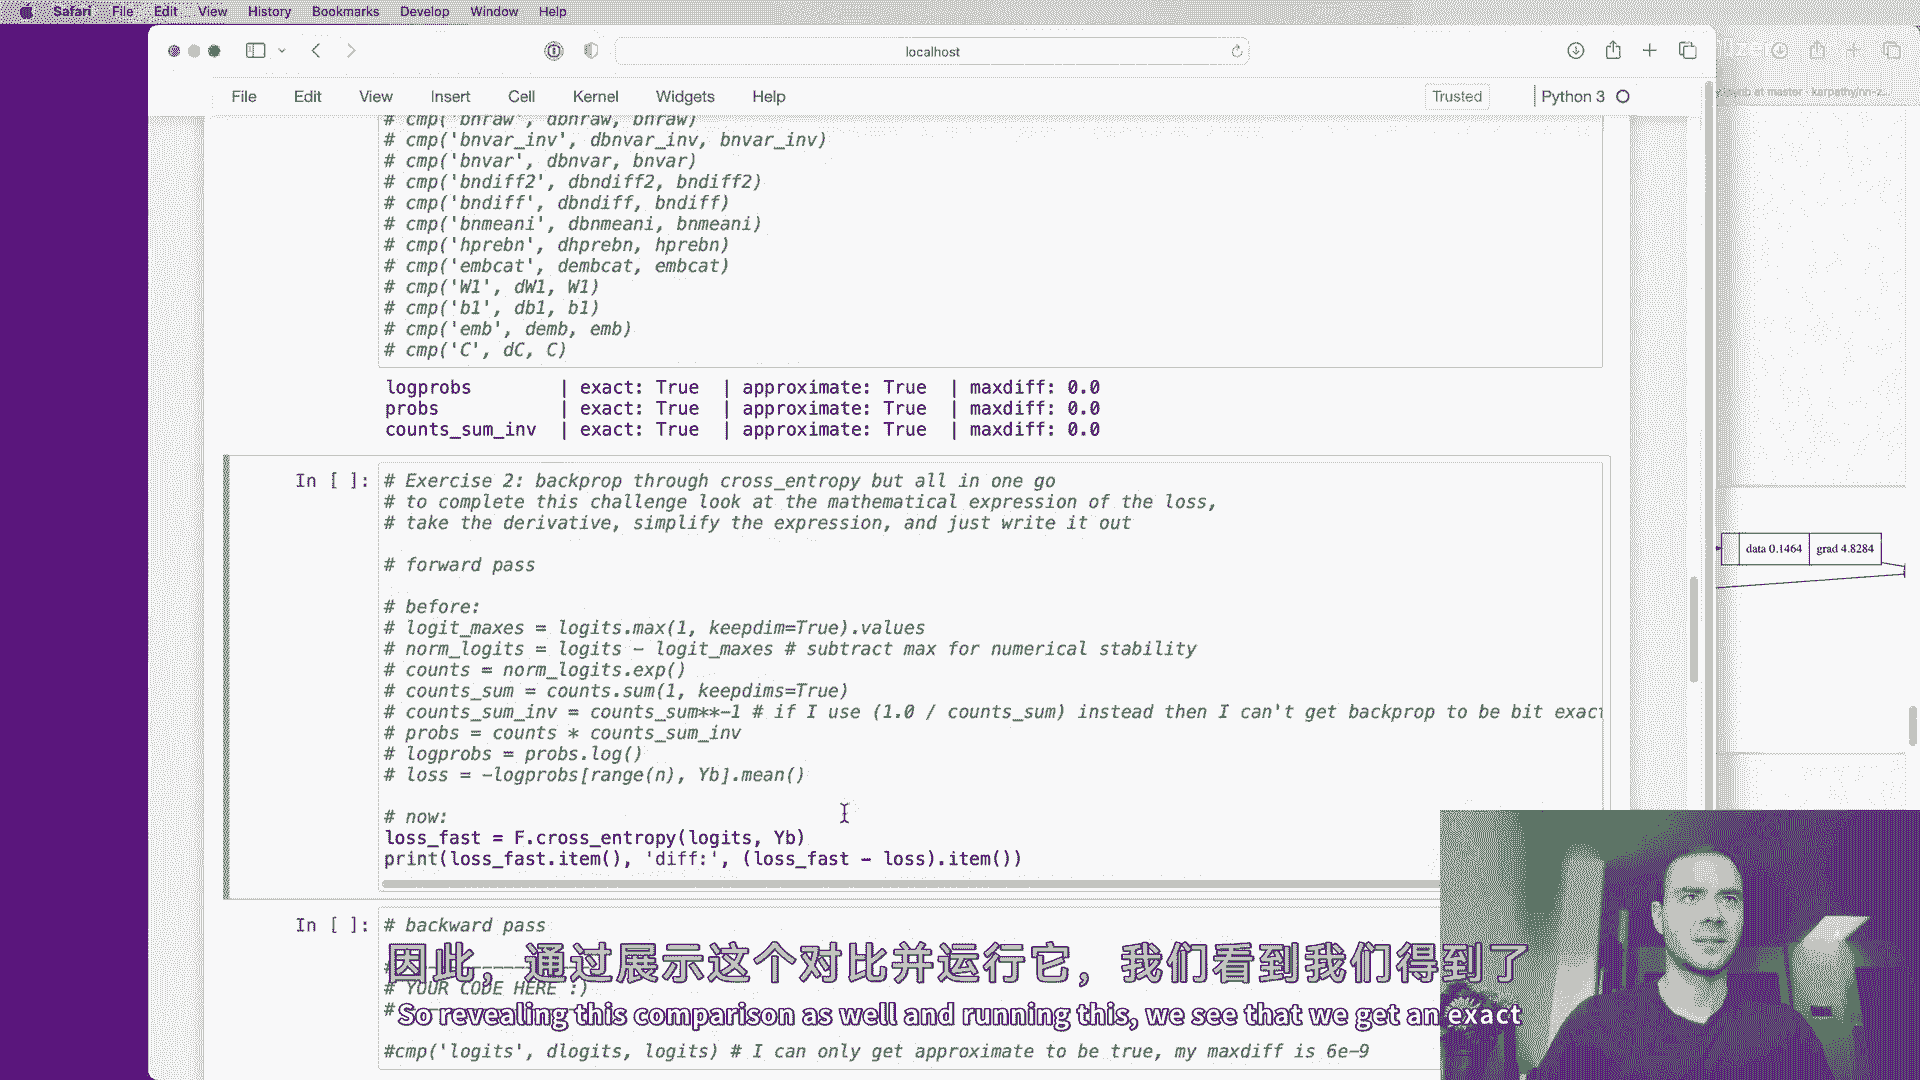 Safari File Edit View History Bookmarks Develop Window Help
localhost
File Edit View Insert Cell Kernel Widgets Help
Trusted Python 3
# cmp('bnraw', dbnraw, bnraw)
# cmp('bnvar_inv', dbnvar_inv, bnvar_inv)
# cmp('bnvar', dbnvar, bnvar)
# cmp('bndiff2', dbndiff2, bndiff2)
# cmp('bndiff', dbndiff, bndiff)
# cmp('bnmeani', dbnmeani, bnmeani)
# cmp('hprebn', dhprebn, hprebn)
# cmp('embcat', dembcat, embcat)
# cmp('W1', dW1, W1)
# cmp('b1', db1, b1)
# cmp('emb', demb, emb)
# cmp('C', dC, C)
logprobs | exact: True | approximate: True | maxdiff: 0.0
probs | exact: True | approximate: True | maxdiff: 0.0
counts_sum_inv | exact: True | approximate: True | maxdiff: 0.0
In [ ]:
# Exercise 2: backprop through cross_entropy but all in one go
# to complete this challenge look at the mathematical expression of the loss,
# take the derivative, simplify the expression, and just write it out
# forward pass
# before:
# logit_maxes = logits.max(1, keepdim=True).values
# norm_logits = logits - logit_maxes # subtract max for numerical stability
# counts = norm_logits.exp()
# counts_sum = counts.sum(1, keepdims=True)
# counts_sum_inv = counts_sum**-1 # if I use (1.0 / counts_sum) instead then I can't get backprop to be bit exact
# probs = counts * counts_sum_inv
# logprobs = probs.log()
# loss = -logprobs[range(n), Yb].mean()
# now:
loss_fast = F.cross_entropy(logits, Yb)
print(loss_fast.item(), 'diff:', (loss_fast - loss).item())
In [ ]:
# backward pass
# YOUR CODE HERE :)
#cmp('logits', dlogits, logits) # I can only get approximate to be true, my maxdiff is 6e-9
因此，通过展示这个对比并运行它，我们看到我们得到了
So revealing this comparison as well and running this, we see that we get an exact
data 0.1464 grad 4.8284